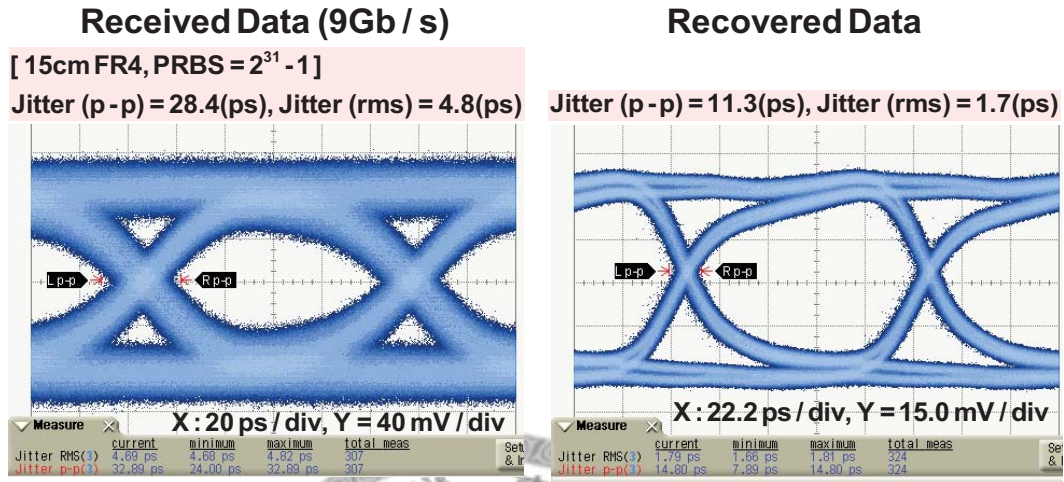 Received Data (9Gb / s)
[ 15cm FR4, PRBS = 2³¹ - 1 ]
Jitter (p - p) = 28.4(ps), Jitter (rms) = 4.8(ps)
L p-p
R p-p
X : 20 ps / div, Y = 40 mV / div
Measure
current minimum maximum total meas
Jitter RMS(3) 4.69 ps 4.68 ps 4.82 ps 307
Jitter p-p(3) 32.89 ps 24.00 ps 32.89 ps 307
Recovered Data
Jitter (p - p) = 11.3(ps), Jitter (rms) = 1.7(ps)
L p-p
R p-p
X : 22.2 ps / div, Y = 15.0 mV / div
Measure
current minimum maximum total meas
Jitter RMS(3) 1.79 ps 1.66 ps 1.81 ps 324
Jitter p-p(3) 14.80 ps 7.89 ps 14.80 ps 324